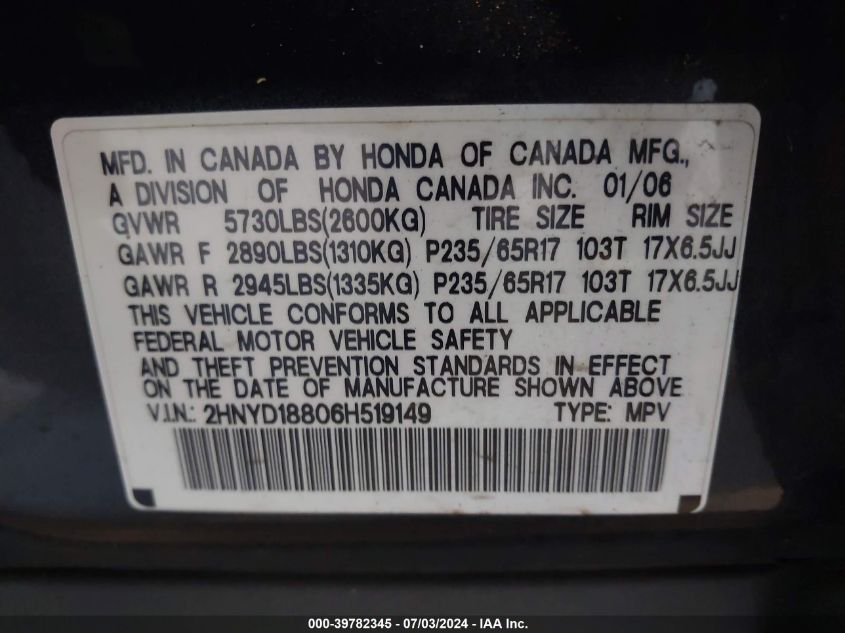 MFD. IN CANADA BY HONDA OF CANADA MFG.,
A DIVISION OF HONDA CANADA INC. 01/06
GVWR 5730LBS(2600KG) TIRE SIZE RIM SIZE
GAWR F 2890LBS(1310KG) P235/65R17 103T 17X6.5JJ
GAWR R 2945LBS(1335KG) P235/65R17 103T 17X6.5JJ
THIS VEHICLE CONFORMS TO ALL APPLICABLE
FEDERAL MOTOR VEHICLE SAFETY
AND THEFT PREVENTION STANDARDS IN EFFECT
ON THE DATE OF MANUFACTURE SHOWN ABOVE
V.I.N.: 2HNYD18806H519149 TYPE: MPV
000-39782345 - 07/03/2024 - IAA Inc.